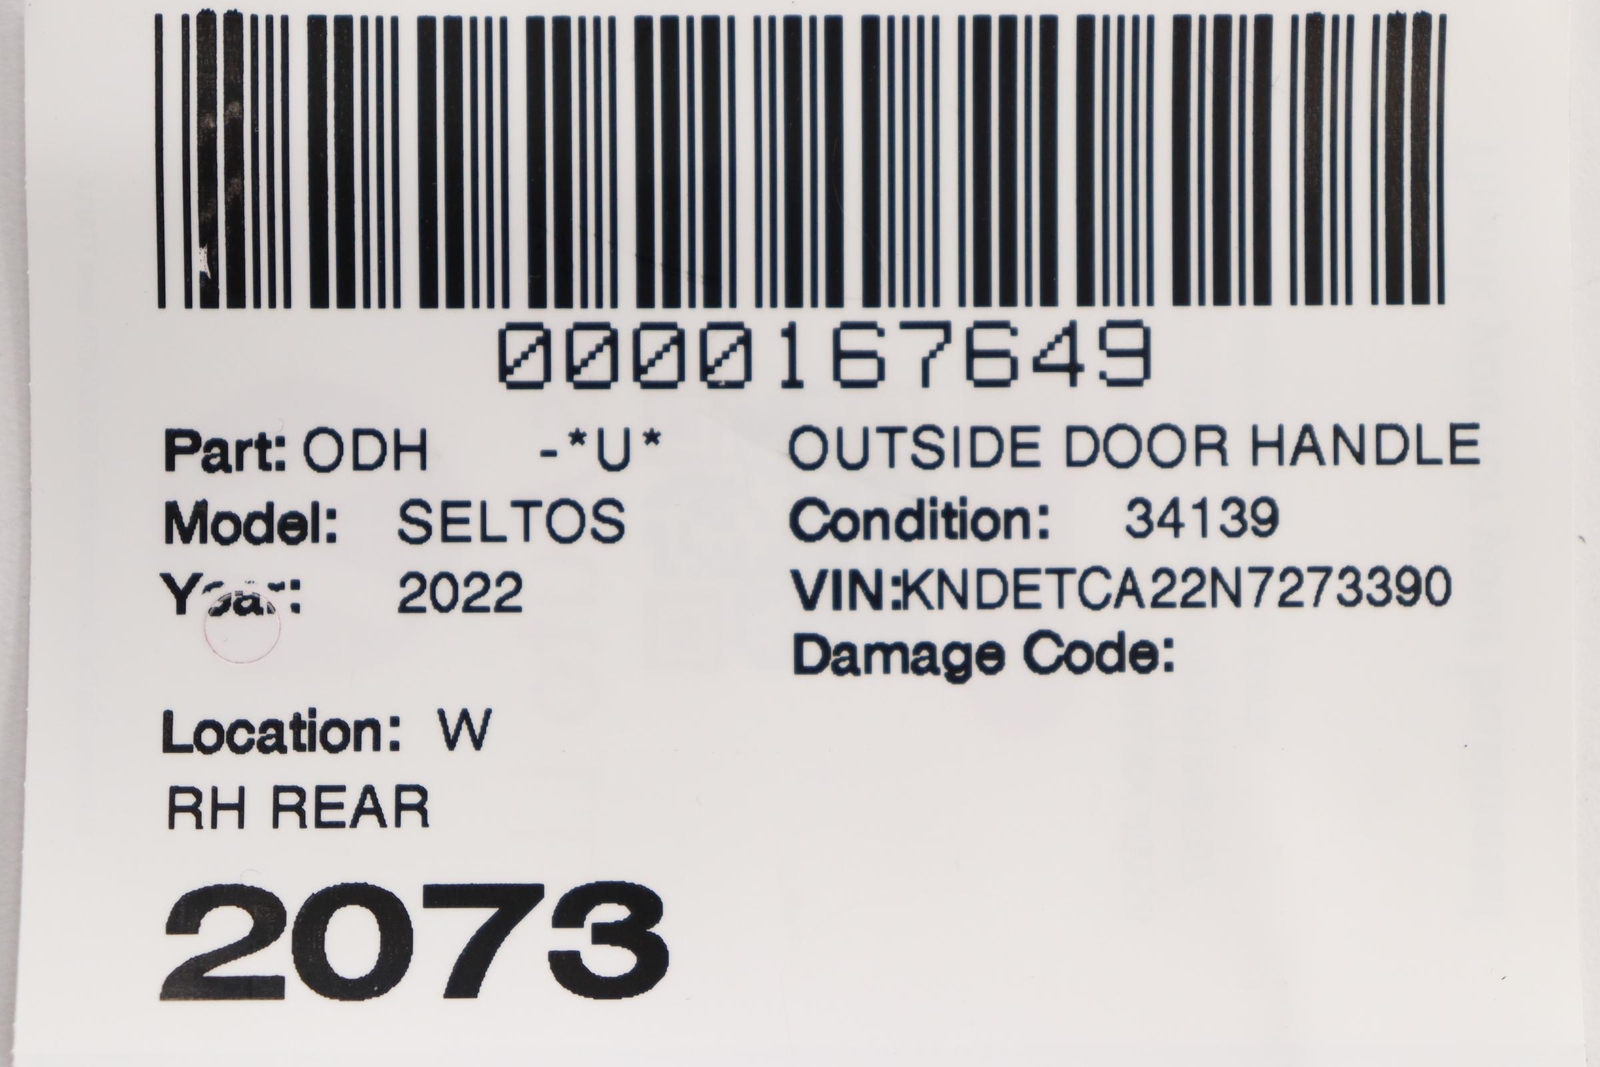 0000167649
Part: ODH -*U* OUTSIDE DOOR HANDLE
Model: SELTOS Condition: 34139
Year: 2022 VIN:KNDETCA22N7273390
Damage Code:
Location: W
RH REAR
2073